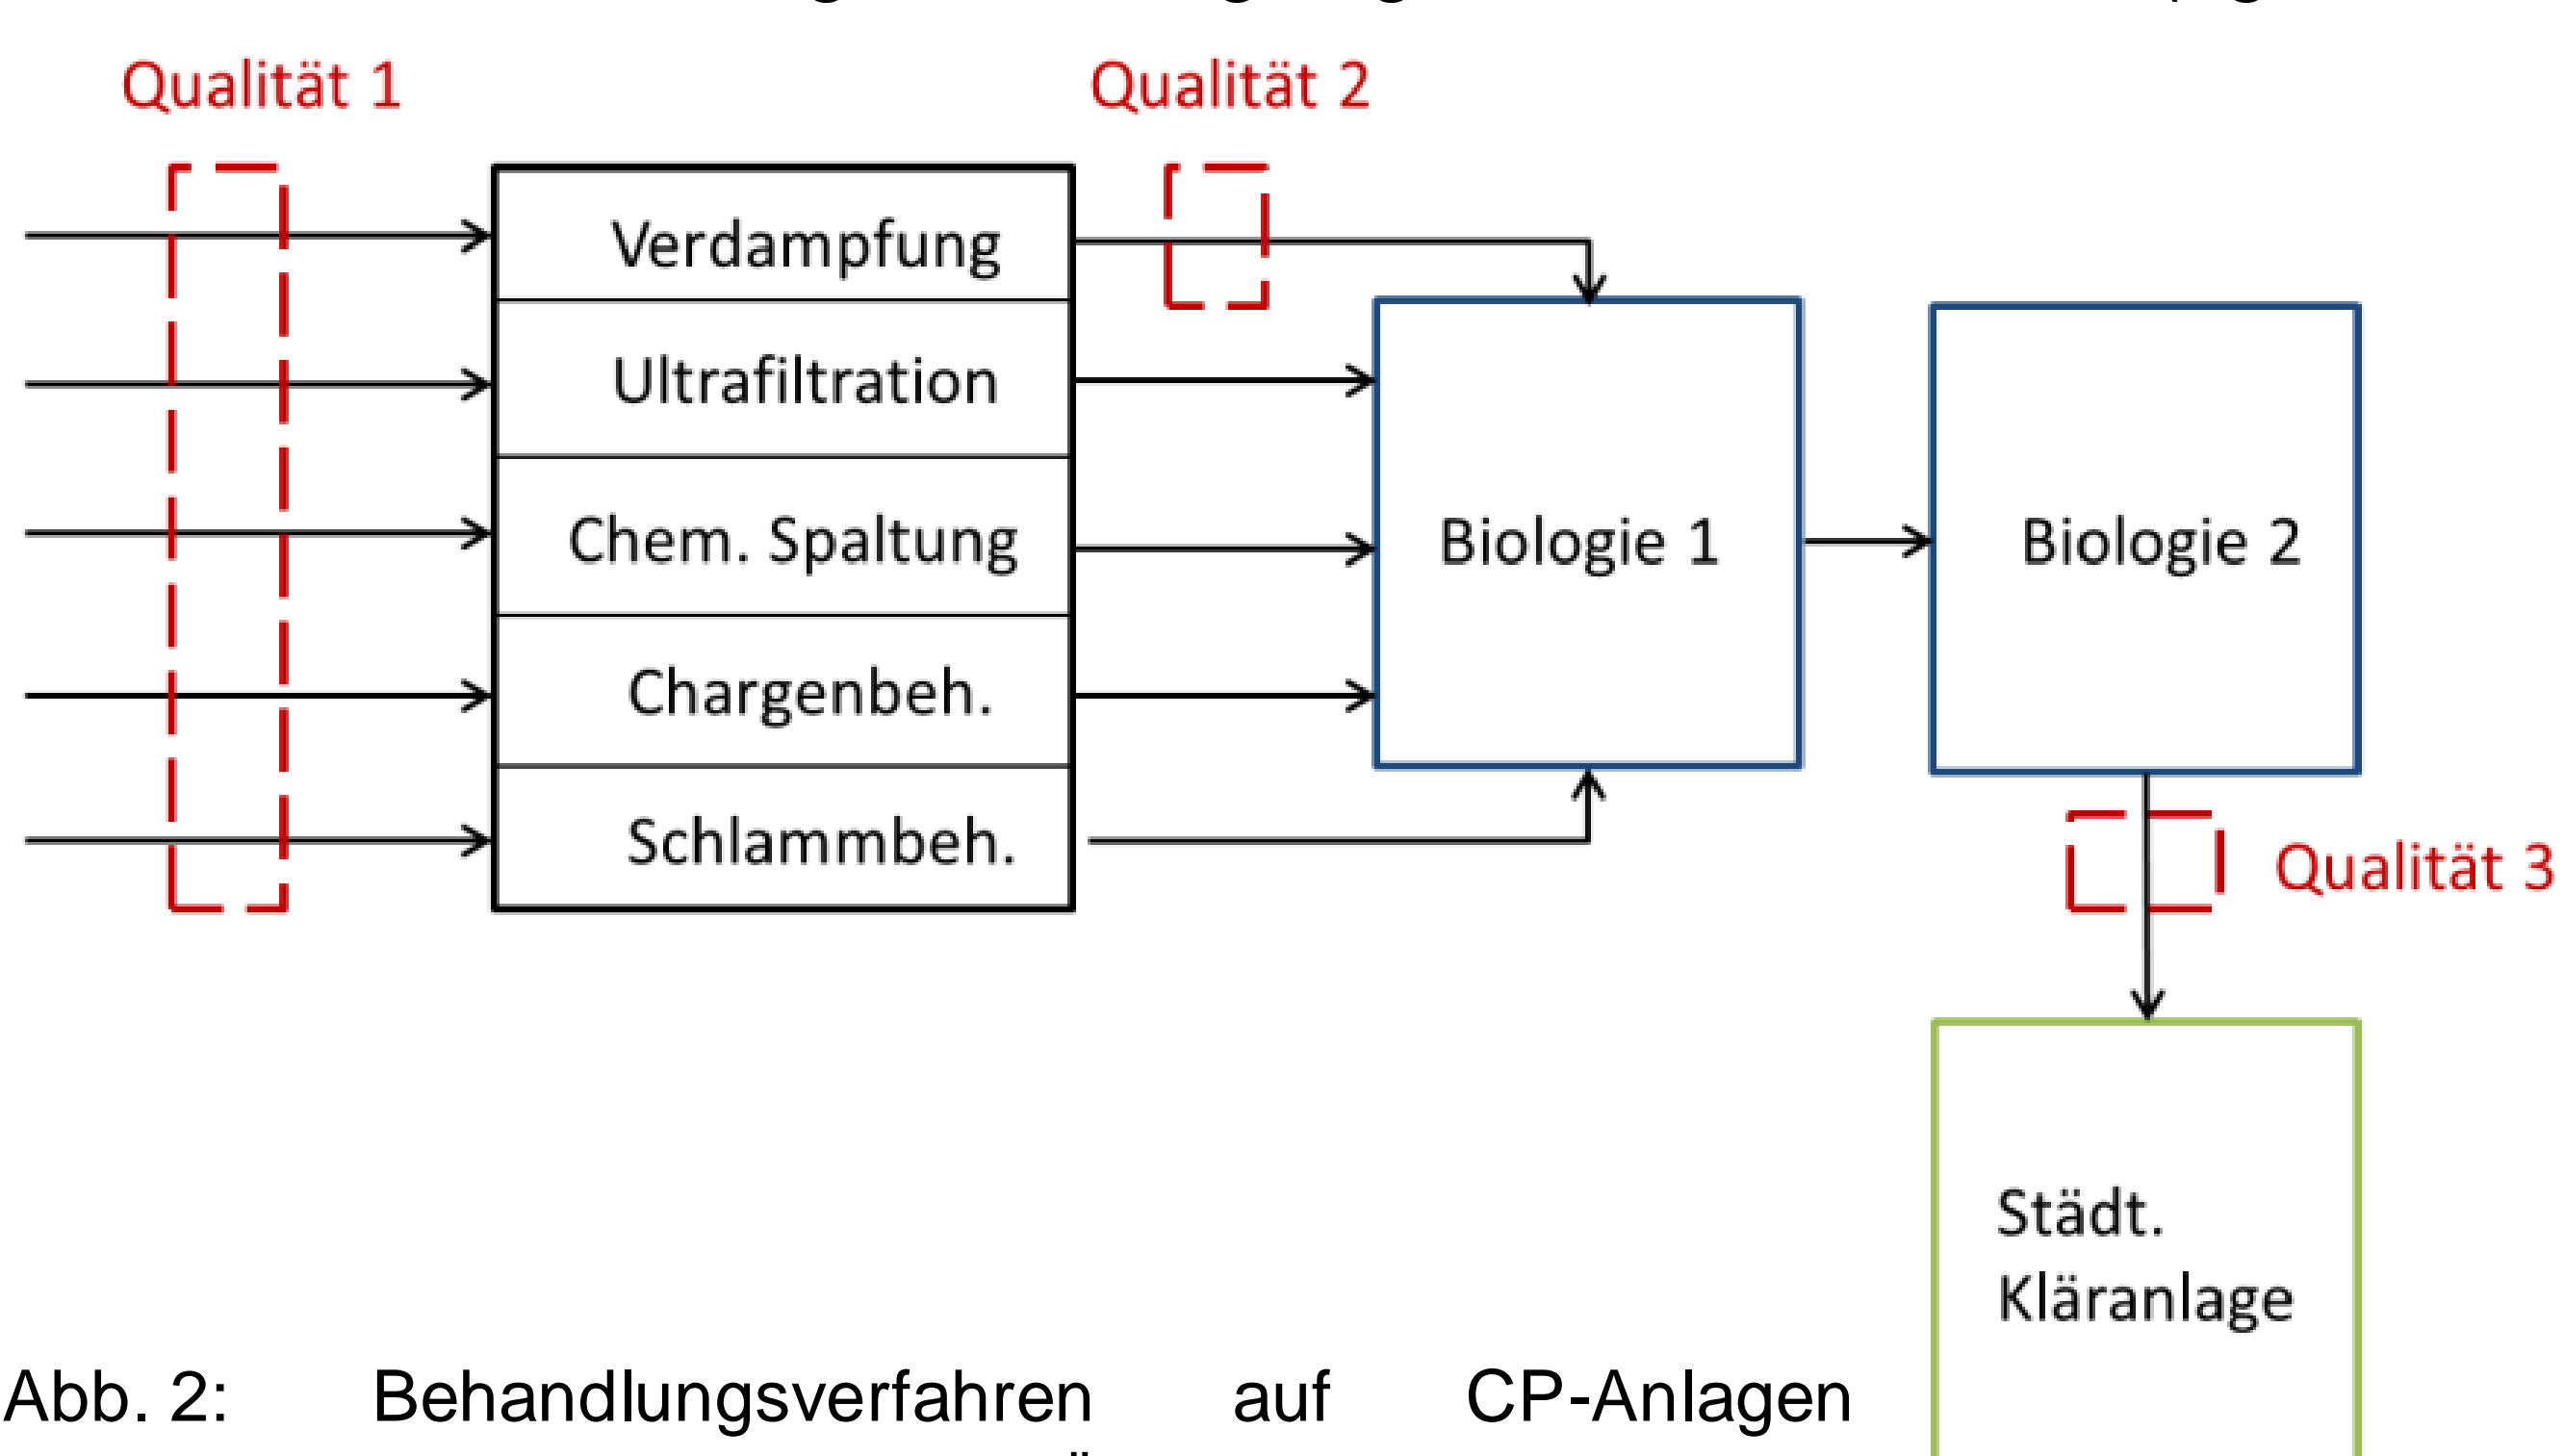 Qualität 1
Qualität 2
Verdampfung
Ultrafiltration
Chem. Spaltung
Chargenbeh.
Schlammbeh.
Biologie 1
Biologie 2
Qualität 3
Städt.
Kläranlage
Abb. 2: Behandlungsverfahren auf CP-Anlagen